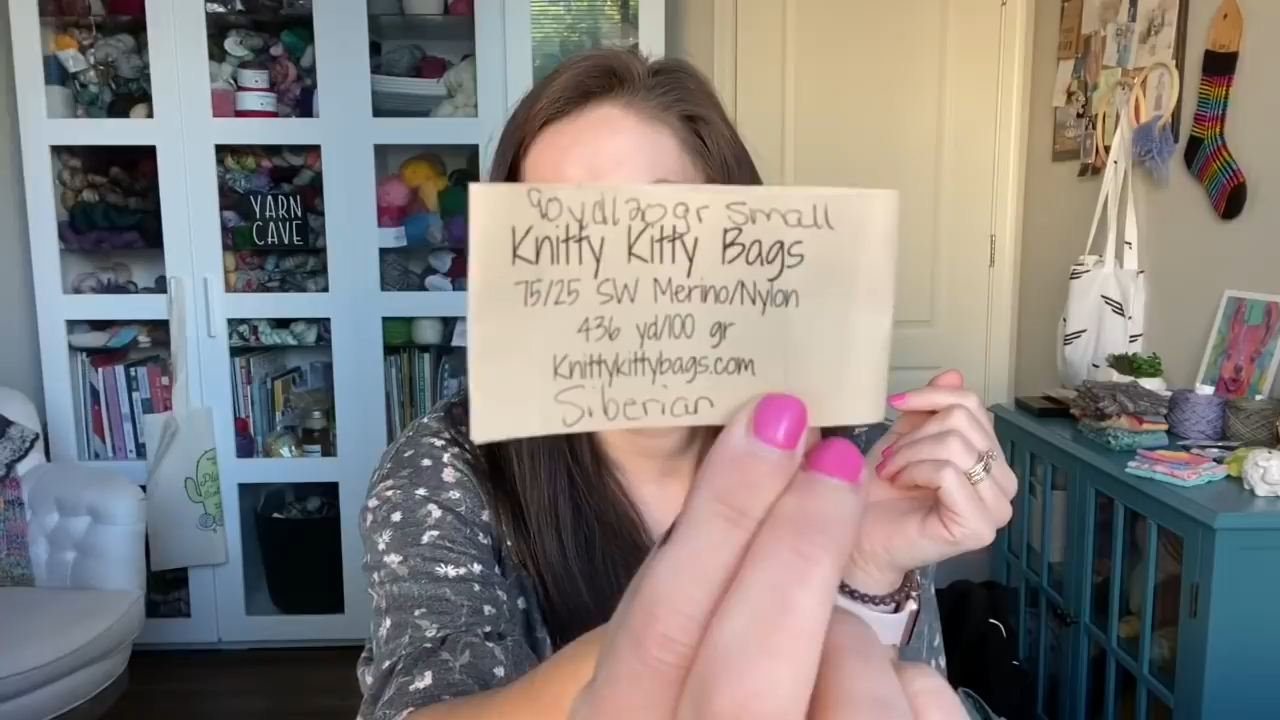 90yd/20gr Small
Knitty Kitty Bags
75/25 SW Merino/Nylon
436 yd/100 gr
Knittykittybags.com
Siberian
YARN
CAVE